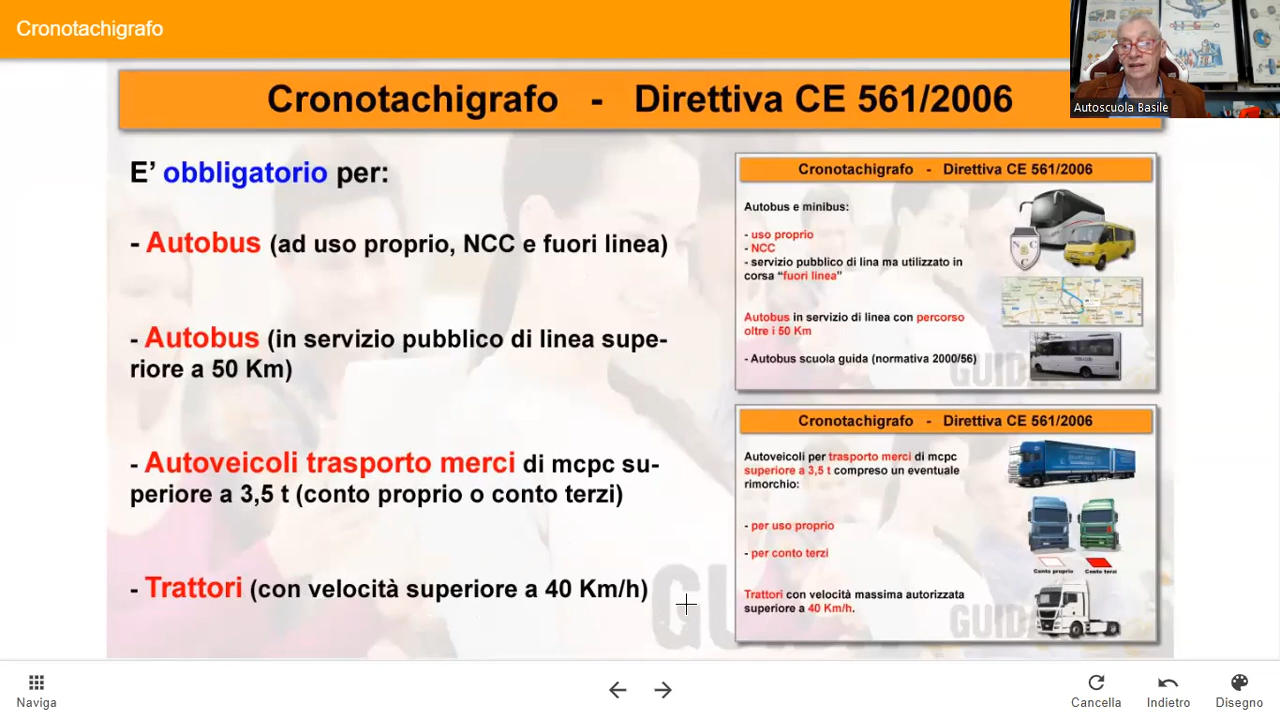 Cronotachigrafo
Autoscuola Basile
Cronotachigrafo - Direttiva CE 561/2006
E' obbligatorio per:
- Autobus (ad uso proprio, NCC e fuori linea)
- Autobus (in servizio pubblico di linea supe-
riore a 50 Km)
- Autoveicoli trasporto merci di mcpc su-
periore a 3,5 t (conto proprio o conto terzi)
- Trattori (con velocità superiore a 40 Km/h)
Cronotachigrafo - Direttiva CE 561/2006
Autobus e minibus:
- uso proprio
- NCC
- servizio pubblico di lina ma utilizzato in
corsa "fuori linea"
Autobus in servizio di linea con percorso
oltre i 50 Km
- Autobus scuola guida (normativa 2000/56)
N C
C
GUIDA
Cronotachigrafo - Direttiva CE 561/2006
Autoveicoli per trasporto merci di mcpc
superiore a 3,5 t compreso un eventuale
rimorchio:
- per uso proprio
- per conto terzi
Conto proprio
Conto terzi
Trattori con velocità massima autorizzata
superiore a 40 Km/h.
GUIDA
GU
Naviga
Cancella
Indietro
Disegno